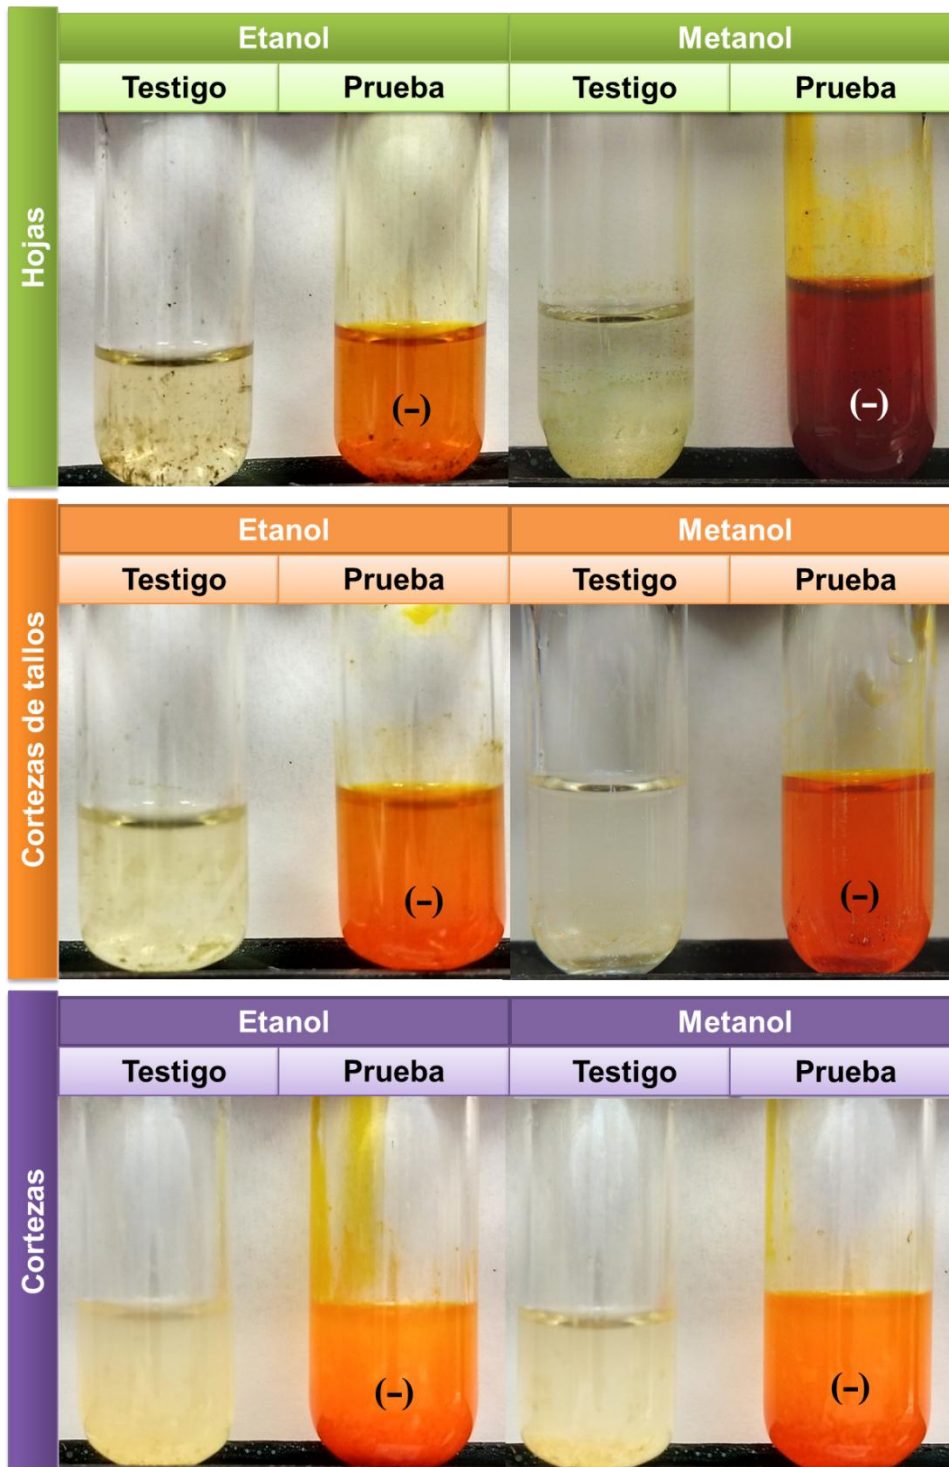 Hojas
Etanol Metanol
Testigo Prueba Testigo Prueba
(-) (-)
Cortezas de tallos
Etanol Metanol
Testigo Prueba Testigo Prueba
(-) (-)
Cortezas
Etanol Metanol
Testigo Prueba Testigo Prueba
(-) (-)